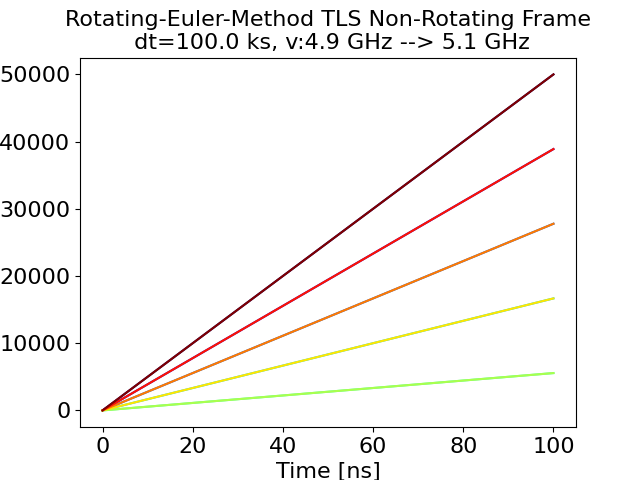 Rotating-Euler-Method TLS Non-Rotating Frame
dt=100.0 ks, v:4.9 GHz --> 5.1 GHz
50000
40000
30000
20000
10000
0
0 20 40 60 80 100
Time [ns]